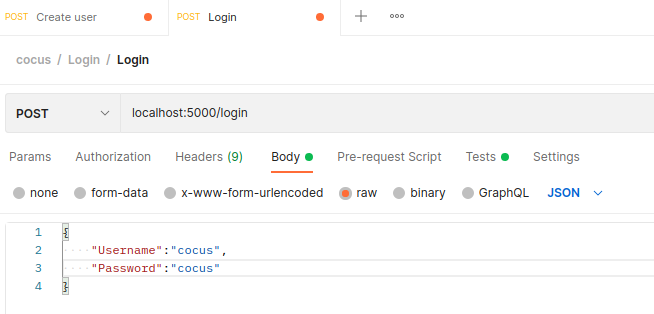 POST Create user POST Login
cocus / Login / Login
POST localhost:5000/login
Params Authorization Headers (9) Body Pre-request Script Tests Settings
none form-data x-www-form-urlencoded raw binary GraphQL JSON
1 {
2 "Username":"cocus",
3 "Password":"cocus"
4 }